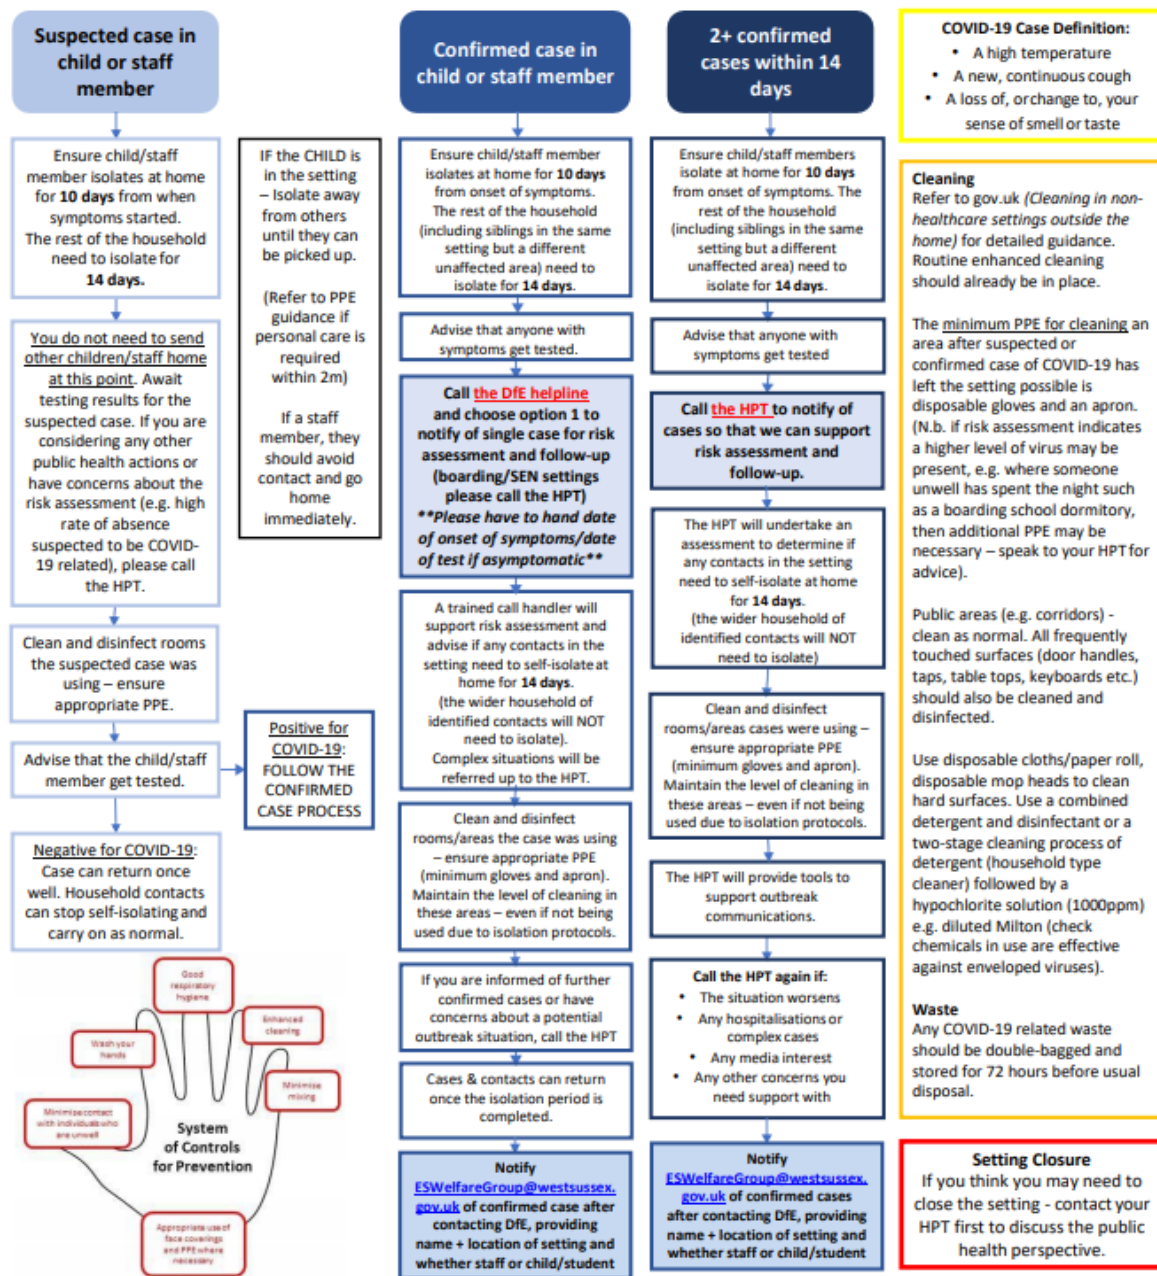 Suspected case in
child or staff
member
Ensure child/staff
member isolates at home
for 10 days from when
symptoms started.
The rest of the household
need to isolate for
14 days.
You do not need to send
other children/staff home
at this point. Await
testing results for the
suspected case. If you are
considering any other
public health actions or
have concerns about the
risk assessment (e.g. high
rate of absence
suspected to be COVID-
19 related), please call
the HPT.
Clean and disinfect rooms
the suspected case was
using – ensure
appropriate PPE.
Advise that the child/staff
member get tested.
Negative for COVID-19:
Case can return once
well. Household contacts
can stop self-isolating and
carry on as normal.
IF the CHILD is
in the setting
– Isolate away
from others
until they can
be picked up.
(Refer to PPE
guidance if
personal care is
required
within 2m)
If a staff
member, they
should avoid
contact and go
home
immediately.
Positive for
COVID-19:
FOLLOW THE
CONFIRMED
CASE PROCESS
Good
respiratory
hygiene
Enhanced
cleaning
Wash your
hands
Minimise
mixing
Minimise contact
with individuals who
are unwell
System
of Controls
for Prevention
Appropriate use of
face coverings
and PPE where
necessary
Confirmed case in
child or staff member
Ensure child/staff member
isolates at home for 10 days
from onset of symptoms.
The rest of the household
(including siblings in the same
setting but a different
unaffected area) need to
isolate for 14 days.
Advise that anyone with
symptoms get tested.
Call the DfE helpline
and choose option 1 to
notify of single case for risk
assessment and follow-up
(boarding/SEN settings
please call the HPT)
**Please have to hand date
of onset of symptoms/date
of test if asymptomatic**
A trained call handler will
support risk assessment and
advise if any contacts in the
setting need to self-isolate at
home for 14 days.
(the wider household of
identified contacts will NOT
need to isolate).
Complex situations will be
referred up to the HPT.
Clean and disinfect
rooms/areas the case was using
– ensure appropriate PPE
(minimum gloves and apron).
Maintain the level of cleaning in
these areas – even if not being
used due to isolation protocols.
If you are informed of further
confirmed cases or have
concerns about a potential
outbreak situation, call the HPT
Cases & contacts can return
once the isolation period is
completed.
Notify
ESWelfareGroup@westsussex.
gov.uk of confirmed case after
contacting DfE, providing
name + location of setting and
whether staff or child/student
2+ confirmed
cases within 14
days
Ensure child/staff members
isolate at home for 10 days
from onset of symptoms. The
rest of the household
(including siblings in the same
setting but a different
unaffected area) need to
isolate for 14 days.
Advise that anyone with
symptoms get tested
Call the HPT to notify of
cases so that we can support
risk assessment and
follow-up.
The HPT will undertake an
assessment to determine if
any contacts in the setting
need to self-isolate at home
for 14 days.
(the wider household of
identified contacts will NOT
need to isolate)
Clean and disinfect
rooms/areas cases were using –
ensure appropriate PPE
(minimum gloves and apron).
Maintain the level of cleaning in
these areas – even if not being
used due to isolation protocols.
The HPT will provide tools to
support outbreak
communications.
Call the HPT again if:
• The situation worsens
• Any hospitalisations or
complex cases
• Any media interest
• Any other concerns you
need support with
Notify
ESWelfareGroup@westsussex.
gov.uk of confirmed cases
after contacting DfE, providing
name + location of setting and
whether staff or child/student
COVID-19 Case Definition:
• A high temperature
• A new, continuous cough
• A loss of, orchange to, your
sense of smell or taste
Cleaning
Refer to gov.uk (Cleaning in non-
healthcare settings outside the
home) for detailed guidance.
Routine enhanced cleaning
should already be in place.
The minimum PPE for cleaning an
area after suspected or
confirmed case of COVID-19 has
left the setting possible is
disposable gloves and an apron.
(N.b. if risk assessment indicates
a higher level of virus may be
present, e.g. where someone
unwell has spent the night such
as a boarding school dormitory,
then additional PPE may be
necessary – speak to your HPT for
advice).
Public areas (e.g. corridors) -
clean as normal. All frequently
touched surfaces (door handles,
taps, table tops, keyboards etc.)
should also be cleaned and
disinfected.
Use disposable cloths/paper roll,
disposable mop heads to clean
hard surfaces. Use a combined
detergent and disinfectant or a
two-stage cleaning process of
detergent (household type
cleaner) followed by a
hypochlorite solution (1000ppm)
e.g. diluted Milton (check
chemicals in use are effective
against enveloped viruses).
Waste
Any COVID-19 related waste
should be double-bagged and
stored for 72 hours before usual
disposal.
Setting Closure
If you think you may need to
close the setting - contact your
HPT first to discuss the public
health perspective.